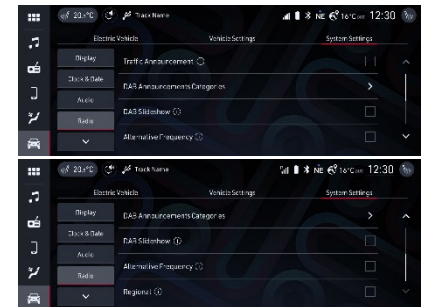 20.5°C Track Name NE 16°C 12:30
Electric Vehicle Vehicle Settings System Settings
Display
Clock & Date
Audio
Radio
Traffic Announcement
DAB Announcements Categories
DAB Slideshow
Alternative Frequency
20.5°C Track Name NE 16°C 12:30
Electric Vehicle Vehicle Settings System Settings
Display
Clock & Date
Audio
Radio
DAB Announcements Categories
DAB Slideshow
Alternative Frequency
Regional